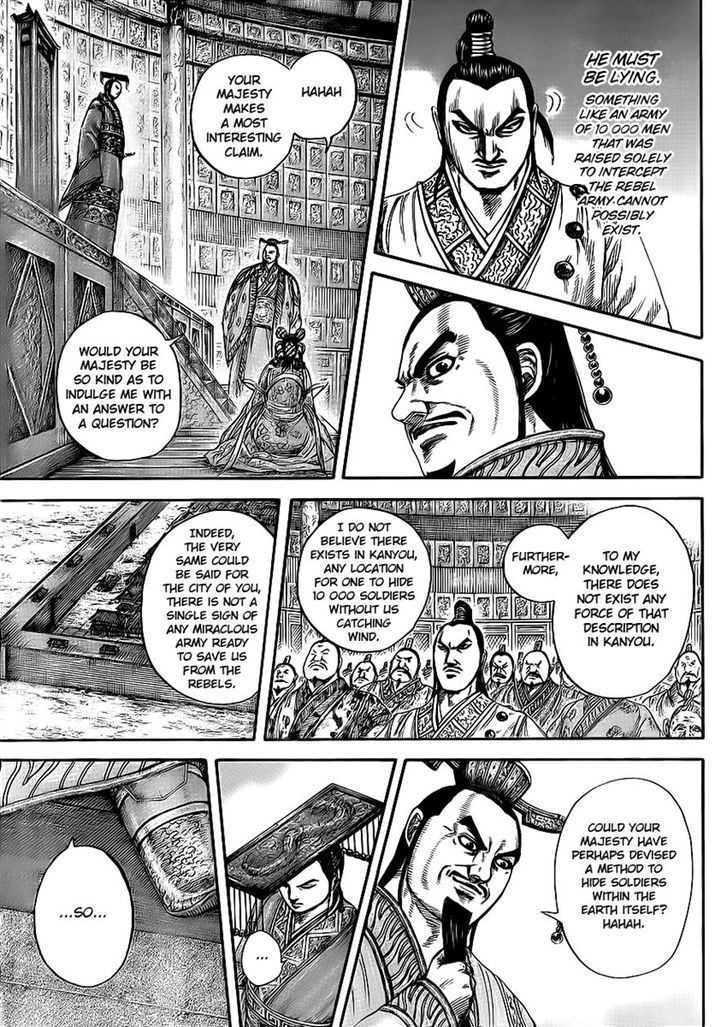 HE MUST
BE LYING.
SOMETHING
LIKE AN ARMY
OF 10 000 MEN
THAT WAS
RAISED SOLELY
TO INTERCEPT
THE REBEL
ARMY CANNOT
POSSIBLY
EXIST.
HAHAH
YOUR
MAJESTY
MAKES
A MOST
INTERESTING
CLAIM.
WOULD YOUR
MAJESTY BE
SO KIND AS TO
INDULGE ME WITH
AN ANSWER TO
A QUESTION?
TO MY
KNOWLEDGE,
THERE DOES
NOT EXIST ANY
FORCE OF THAT
DESCRIPTION
IN KANYOU.
FURTHER-
MORE,
I DO NOT
BELIEVE THERE
EXISTS IN KANYOU,
ANY LOCATION
FOR ONE TO HIDE
10 000 SOLDIERS
WITHOUT US
CATCHING
WIND.
INDEED,
THE VERY
SAME COULD
BE SAID FOR
THE CITY OF YOU,
THERE IS NOT
A SINGLE SIGN OF
ANY MIRACLOUS
ARMY READY
TO SAVE US
FROM THE
REBELS.
COULD YOUR
MAJESTY HAVE
PERHAPS DEVISED
A METHOD TO
HIDE SOLDIERS
WITHIN THE
EARTH ITSELF?
HAHAH.
...
...SO...